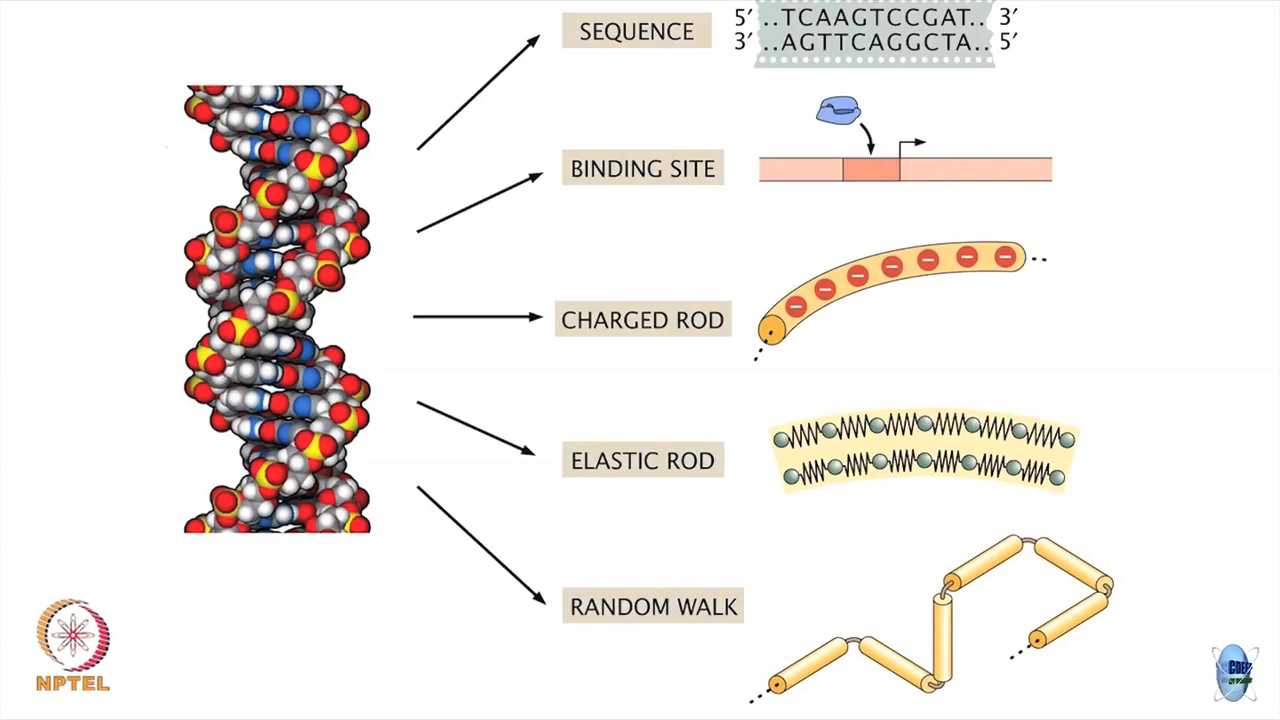 SEQUENCE
5′ ..TCAAGTCCGAT.. 3′
3′ ..AGTTCAGGCTA.. 5′
BINDING SITE
CHARGED ROD
ELASTIC ROD
RANDOM WALK
NPTEL